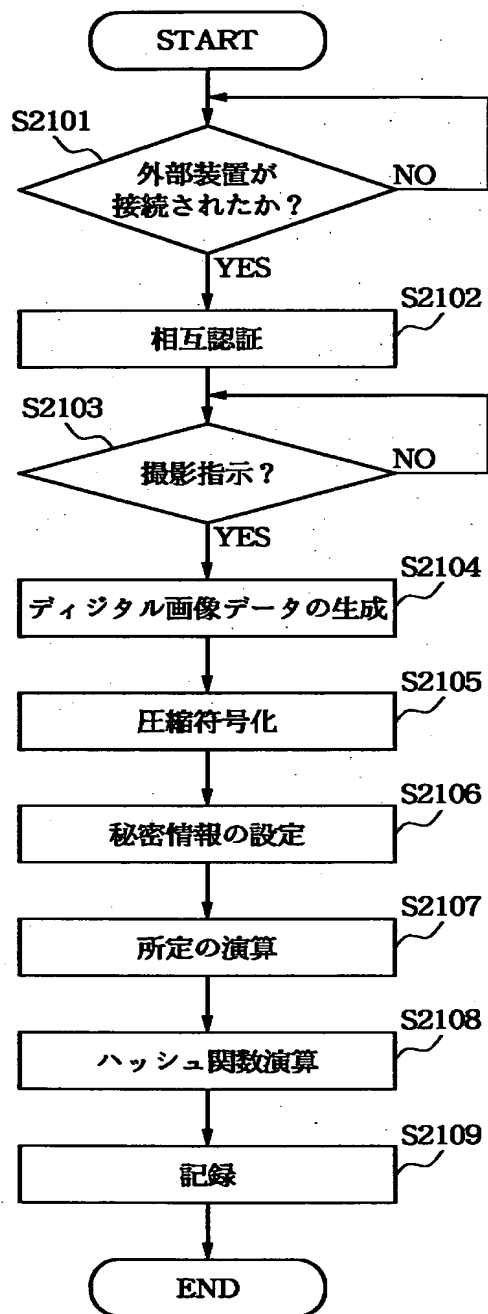 START
S2101
外部装置が
接続されたか？
NO
YES
S2102
相互認証
S2103
撮影指示？
NO
YES
S2104
ディジタル画像データの生成
S2105
圧縮符号化
S2106
秘密情報の設定
S2107
所定の演算
S2108
ハッシュ関数演算
S2109
記録
END